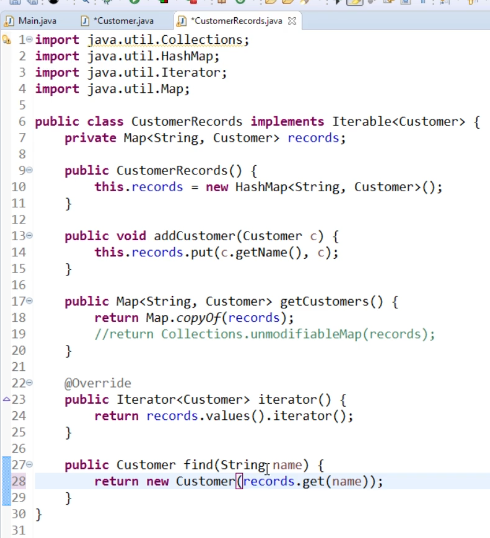 Main.java *Customer.java *CustomerRecords.java
1 import java.util.Collections;
2 import java.util.HashMap;
3 import java.util.Iterator;
4 import java.util.Map;
5
6 public class CustomerRecords implements Iterable<Customer> {
7 private Map<String, Customer> records;
8
9 public CustomerRecords() {
10 this.records = new HashMap<String, Customer>();
11 }
12
13 public void addCustomer(Customer c) {
14 this.records.put(c.getName(), c);
15 }
16
17 public Map<String, Customer> getCustomers() {
18 return Map.copyOf(records);
19 //return Collections.unmodifiableMap(records);
20 }
21
22 @Override
23 public Iterator<Customer> iterator() {
24 return records.values().iterator();
25 }
26
27 public Customer find(String name) {
28 return new Customer(records.get(name));
29 }
30 }
31